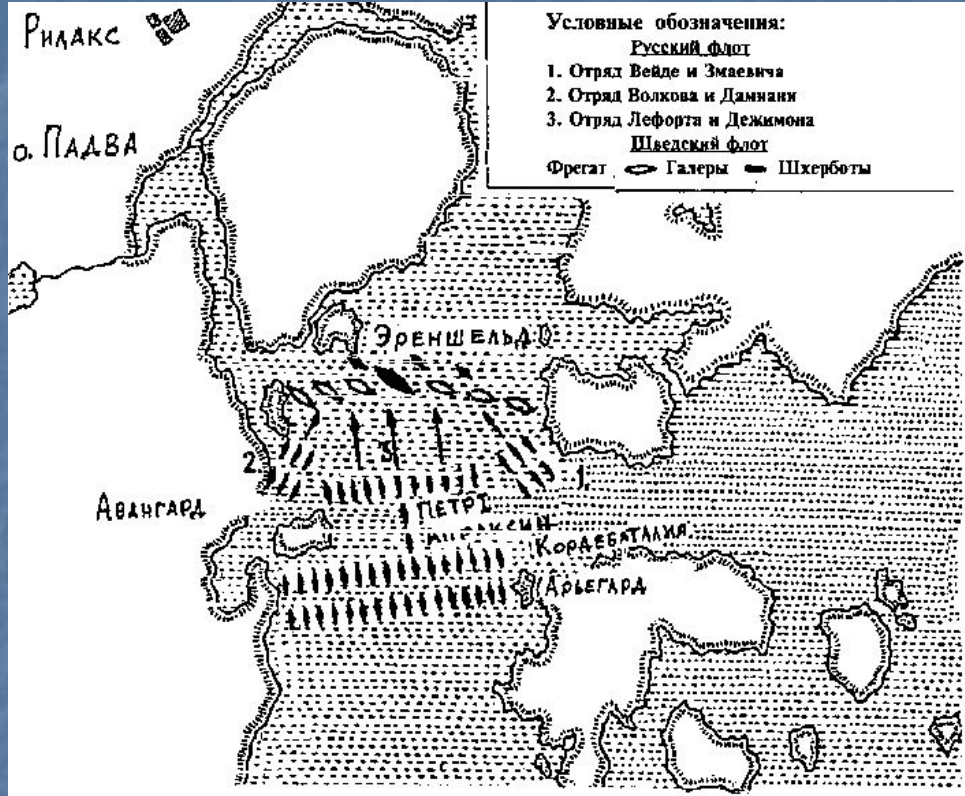 Рилакс
о. Падва
Условные обозначения:
Русский флот
1. Отряд Вейде и Змаевича
2. Отряд Волкова и Дамиани
3. Отряд Лефорта и Дежимона
Шведский флот
Фрегат Галеры Шхерботы
Эреншельд
2.
3.
1.
Авангард
Петр I
Кордебаталия
Арьегард